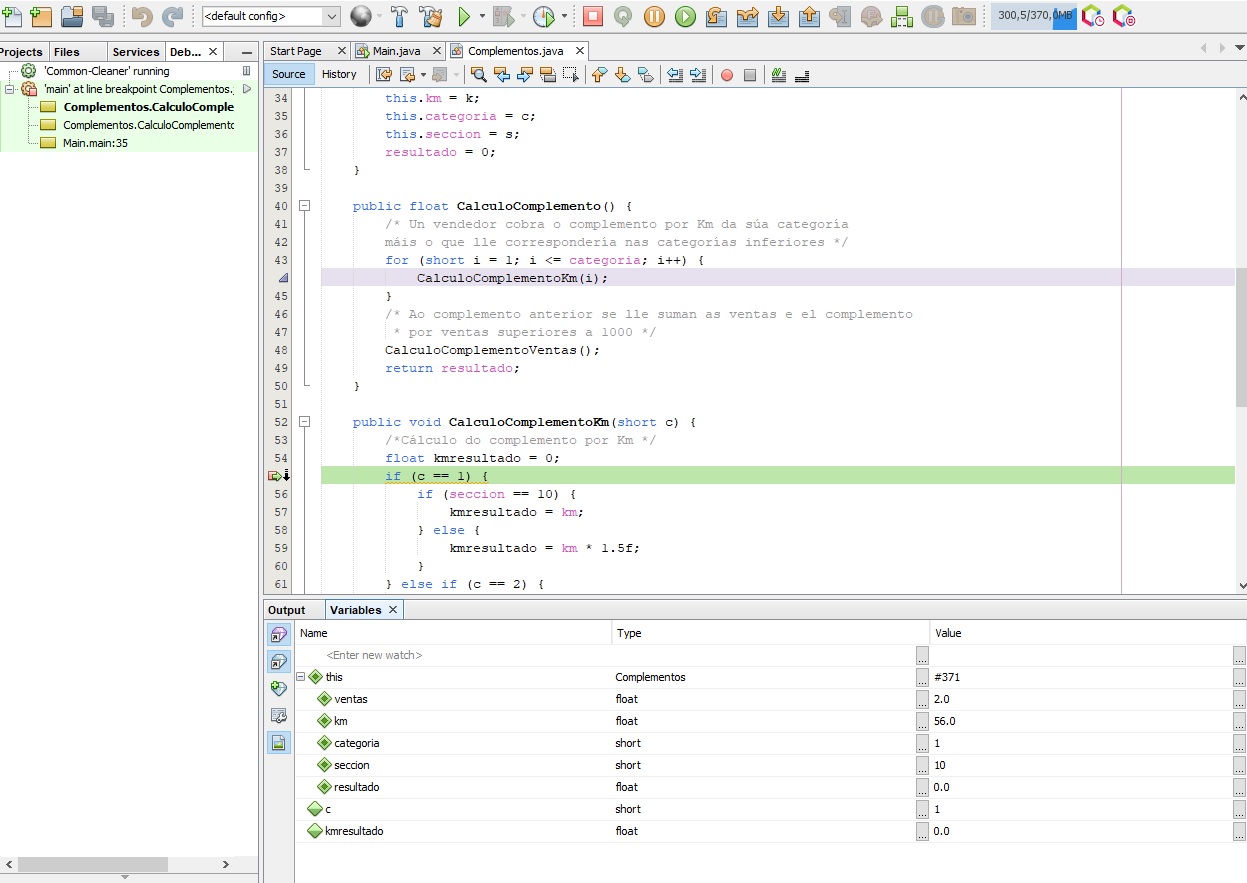 <default config>
300,5/370,0MB
Projects Files Services Deb...
'Common-Cleaner' running
'main' at line breakpoint Complementos.
Complementos.CalculoComple
Complementos.CalculoComplemento
Main.main:35
Start Page Main.java Complementos.java
Source History
34 this.km = k;
35 this.categoria = c;
36 this.seccion = s;
37 resultado = 0;
38 }
39
40 public float CalculoComplemento() {
41 /* Un vendedor cobra o complemento por Km da súa categoría
42 máis o que lle correspondería nas categorías inferiores */
43 for (short i = 1; i <= categoria; i++) {
CalculoComplementoKm(i);
45 }
46 /* Ao complemento anterior se lle suman as ventas e el complemento
47 * por ventas superiores a 1000 */
48 CalculoComplementoVentas();
49 return resultado;
50 }
51
52 public void CalculoComplementoKm(short c) {
53 /*Cálculo do complemento por Km */
54 float kmresultado = 0;
if (c == 1) {
56 if (seccion == 10) {
57 kmresultado = km;
58 } else {
59 kmresultado = km * 1.5f;
60 }
61 } else if (c == 2) {
Output Variables
Name Type Value
<Enter new watch> ... ...
this Complementos ... #371 ...
ventas float ... 2.0 ...
km float ... 56.0 ...
categoria short ... 1 ...
seccion short ... 10 ...
resultado float ... 0.0 ...
c short ... 1 ...
kmresultado float ... 0.0 ...